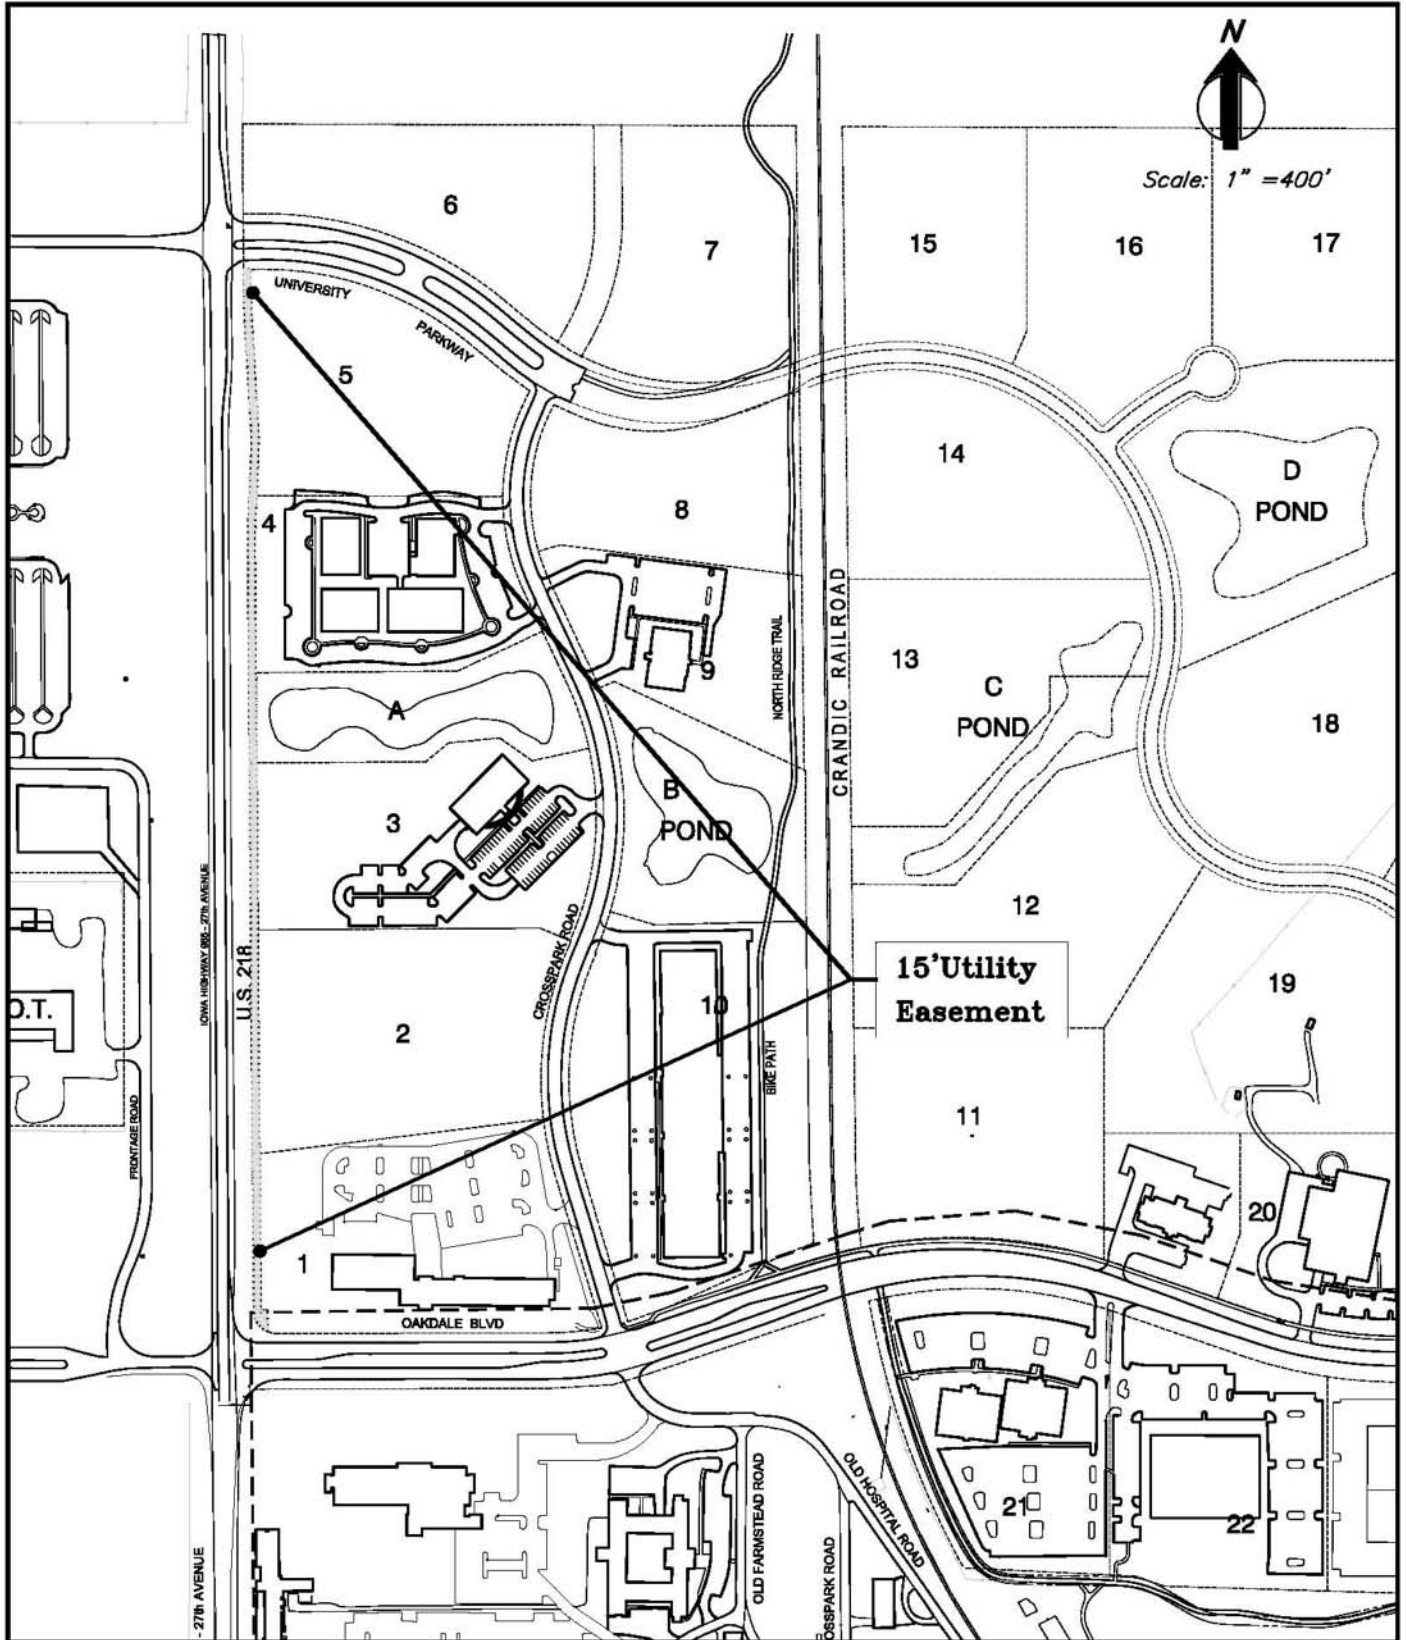 N
Scale: 1" =400'
6
7
15
16
17
UNIVERSITY
PARKWAY
5
14
D
POND
8
4
CRANDIC RAILROAD
NORTH RIDGE TRAIL
13
9
C
POND
A
18
B
POND
3
IOWA HIGHWAY 965 - 27th AVENUE
U.S. 218
CROSSPARK ROAD
12
15'Utility
Easement
19
O.T.
2
10
BIKE PATH
FRONTAGE ROAD
11
20
1
OAKDALE BLVD
OLD FARMSTEAD ROAD
OLD HOSPITAL ROAD
21
22
- 27th AVENUE
OSSPARK ROAD